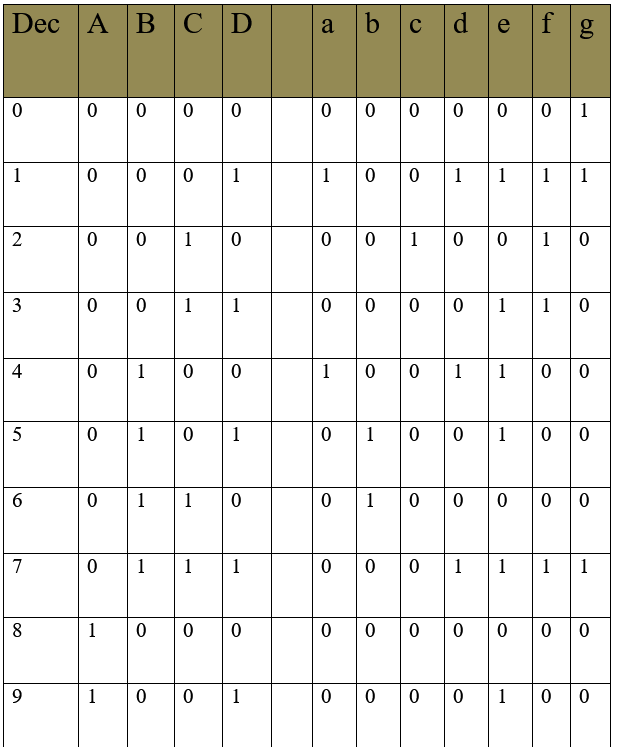 Dec A B C D a b c d e f g
0 0 0 0 0 0 0 0 0 0 0 1
1 0 0 0 1 1 0 0 1 1 1 1
2 0 0 1 0 0 0 1 0 0 1 0
3 0 0 1 1 0 0 0 0 1 1 0
4 0 1 0 0 1 0 0 1 1 0 0
5 0 1 0 1 0 1 0 0 1 0 0
6 0 1 1 0 0 1 0 0 0 0 0
7 0 1 1 1 0 0 0 1 1 1 1
8 1 0 0 0 0 0 0 0 0 0 0
9 1 0 0 1 0 0 0 0 1 0 0